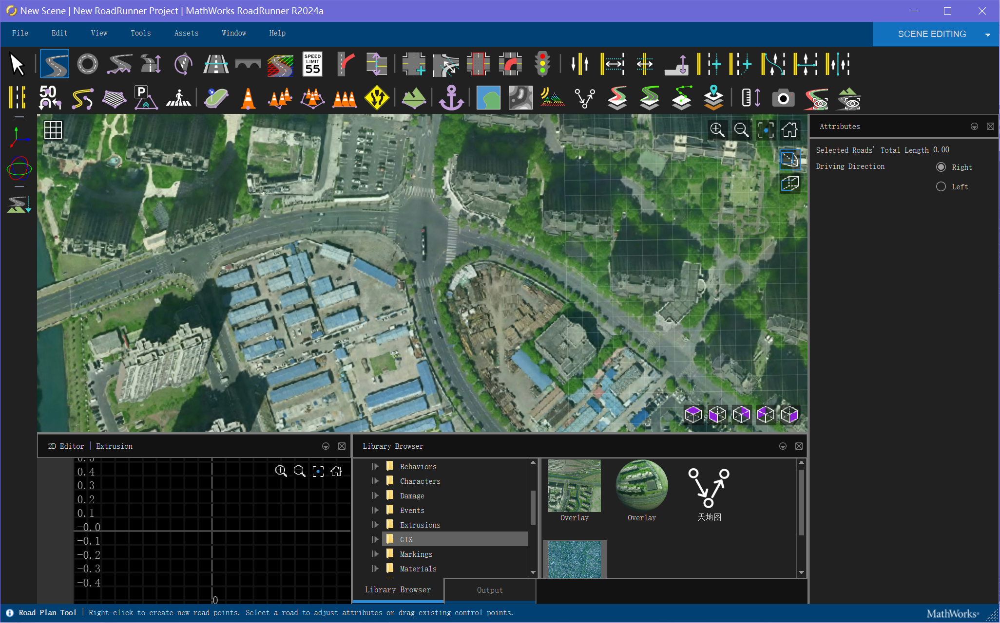 New Scene | New RoadRunner Project | MathWorks RoadRunner R2024a
File Edit View Tools Assets Window Help
SCENE EDITING
SPEED LIMIT 55
50
P
Attributes
Selected Roads' Total Length 0.00
Driving Direction
Right
Left
2D Editor | Extrusion
0.4
0.3
0.2
0.1
-0.0
-0.1
-0.2
-0.3
-0.4
0
Library Browser
Behaviors
Characters
Damage
Events
Extrusions
GIS
Markings
Materials
Overlay
Overlay
天地图
Library Browser
Output
Road Plan Tool | Right-click to create new road points. Select a road to adjust attributes or drag existing control points.
MathWorks